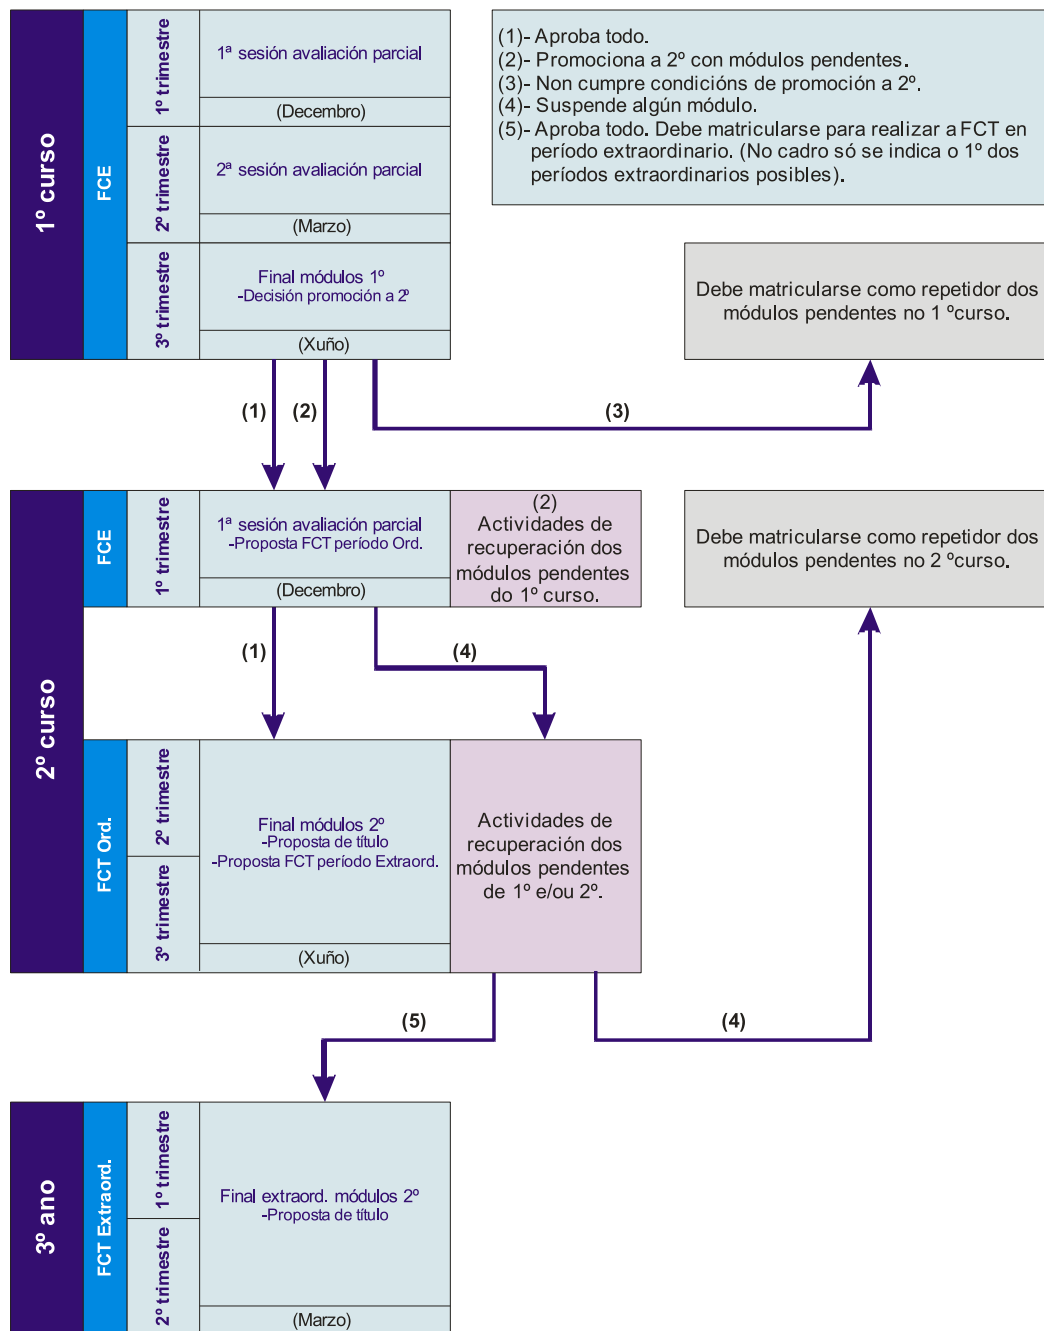 1º curso
FCE
1º trimestre
1ª sesión avaliación parcial
(Decembro)
2º trimestre
2ª sesión avaliación parcial
(Marzo)
3º trimestre
Final módulos 1º
-Decisión promoción a 2º
(Xuño)
(1)- Aproba todo.
(2)- Promociona a 2º con módulos pendentes.
(3)- Non cumpre condicións de promoción a 2º.
(4)- Suspende algún módulo.
(5)- Aproba todo. Debe matricularse para realizar a FCT en
período extraordinario. (No cadro só se indica o 1º dos
períodos extraordinarios posibles).
Debe matricularse como repetidor dos
módulos pendentes no 1 ºcurso.
(1)
(2)
(3)
2º curso
FCE
1º trimestre
1ª sesión avaliación parcial
-Proposta FCT período Ord.
(Decembro)
(2)
Actividades de
recuperación dos
módulos pendentes
do 1º curso.
Debe matricularse como repetidor dos
módulos pendentes no 2 ºcurso.
(1)
(4)
FCT Ord.
2º trimestre
3º trimestre
Final módulos 2º
-Proposta de título
-Proposta FCT período Extraord.
(Xuño)
Actividades de
recuperación dos
módulos pendentes
de 1º e/ou 2º.
(5)
(4)
3º ano
FCT Extraord.
1º trimestre
2º trimestre
Final extraord. módulos 2º
-Proposta de título
(Marzo)